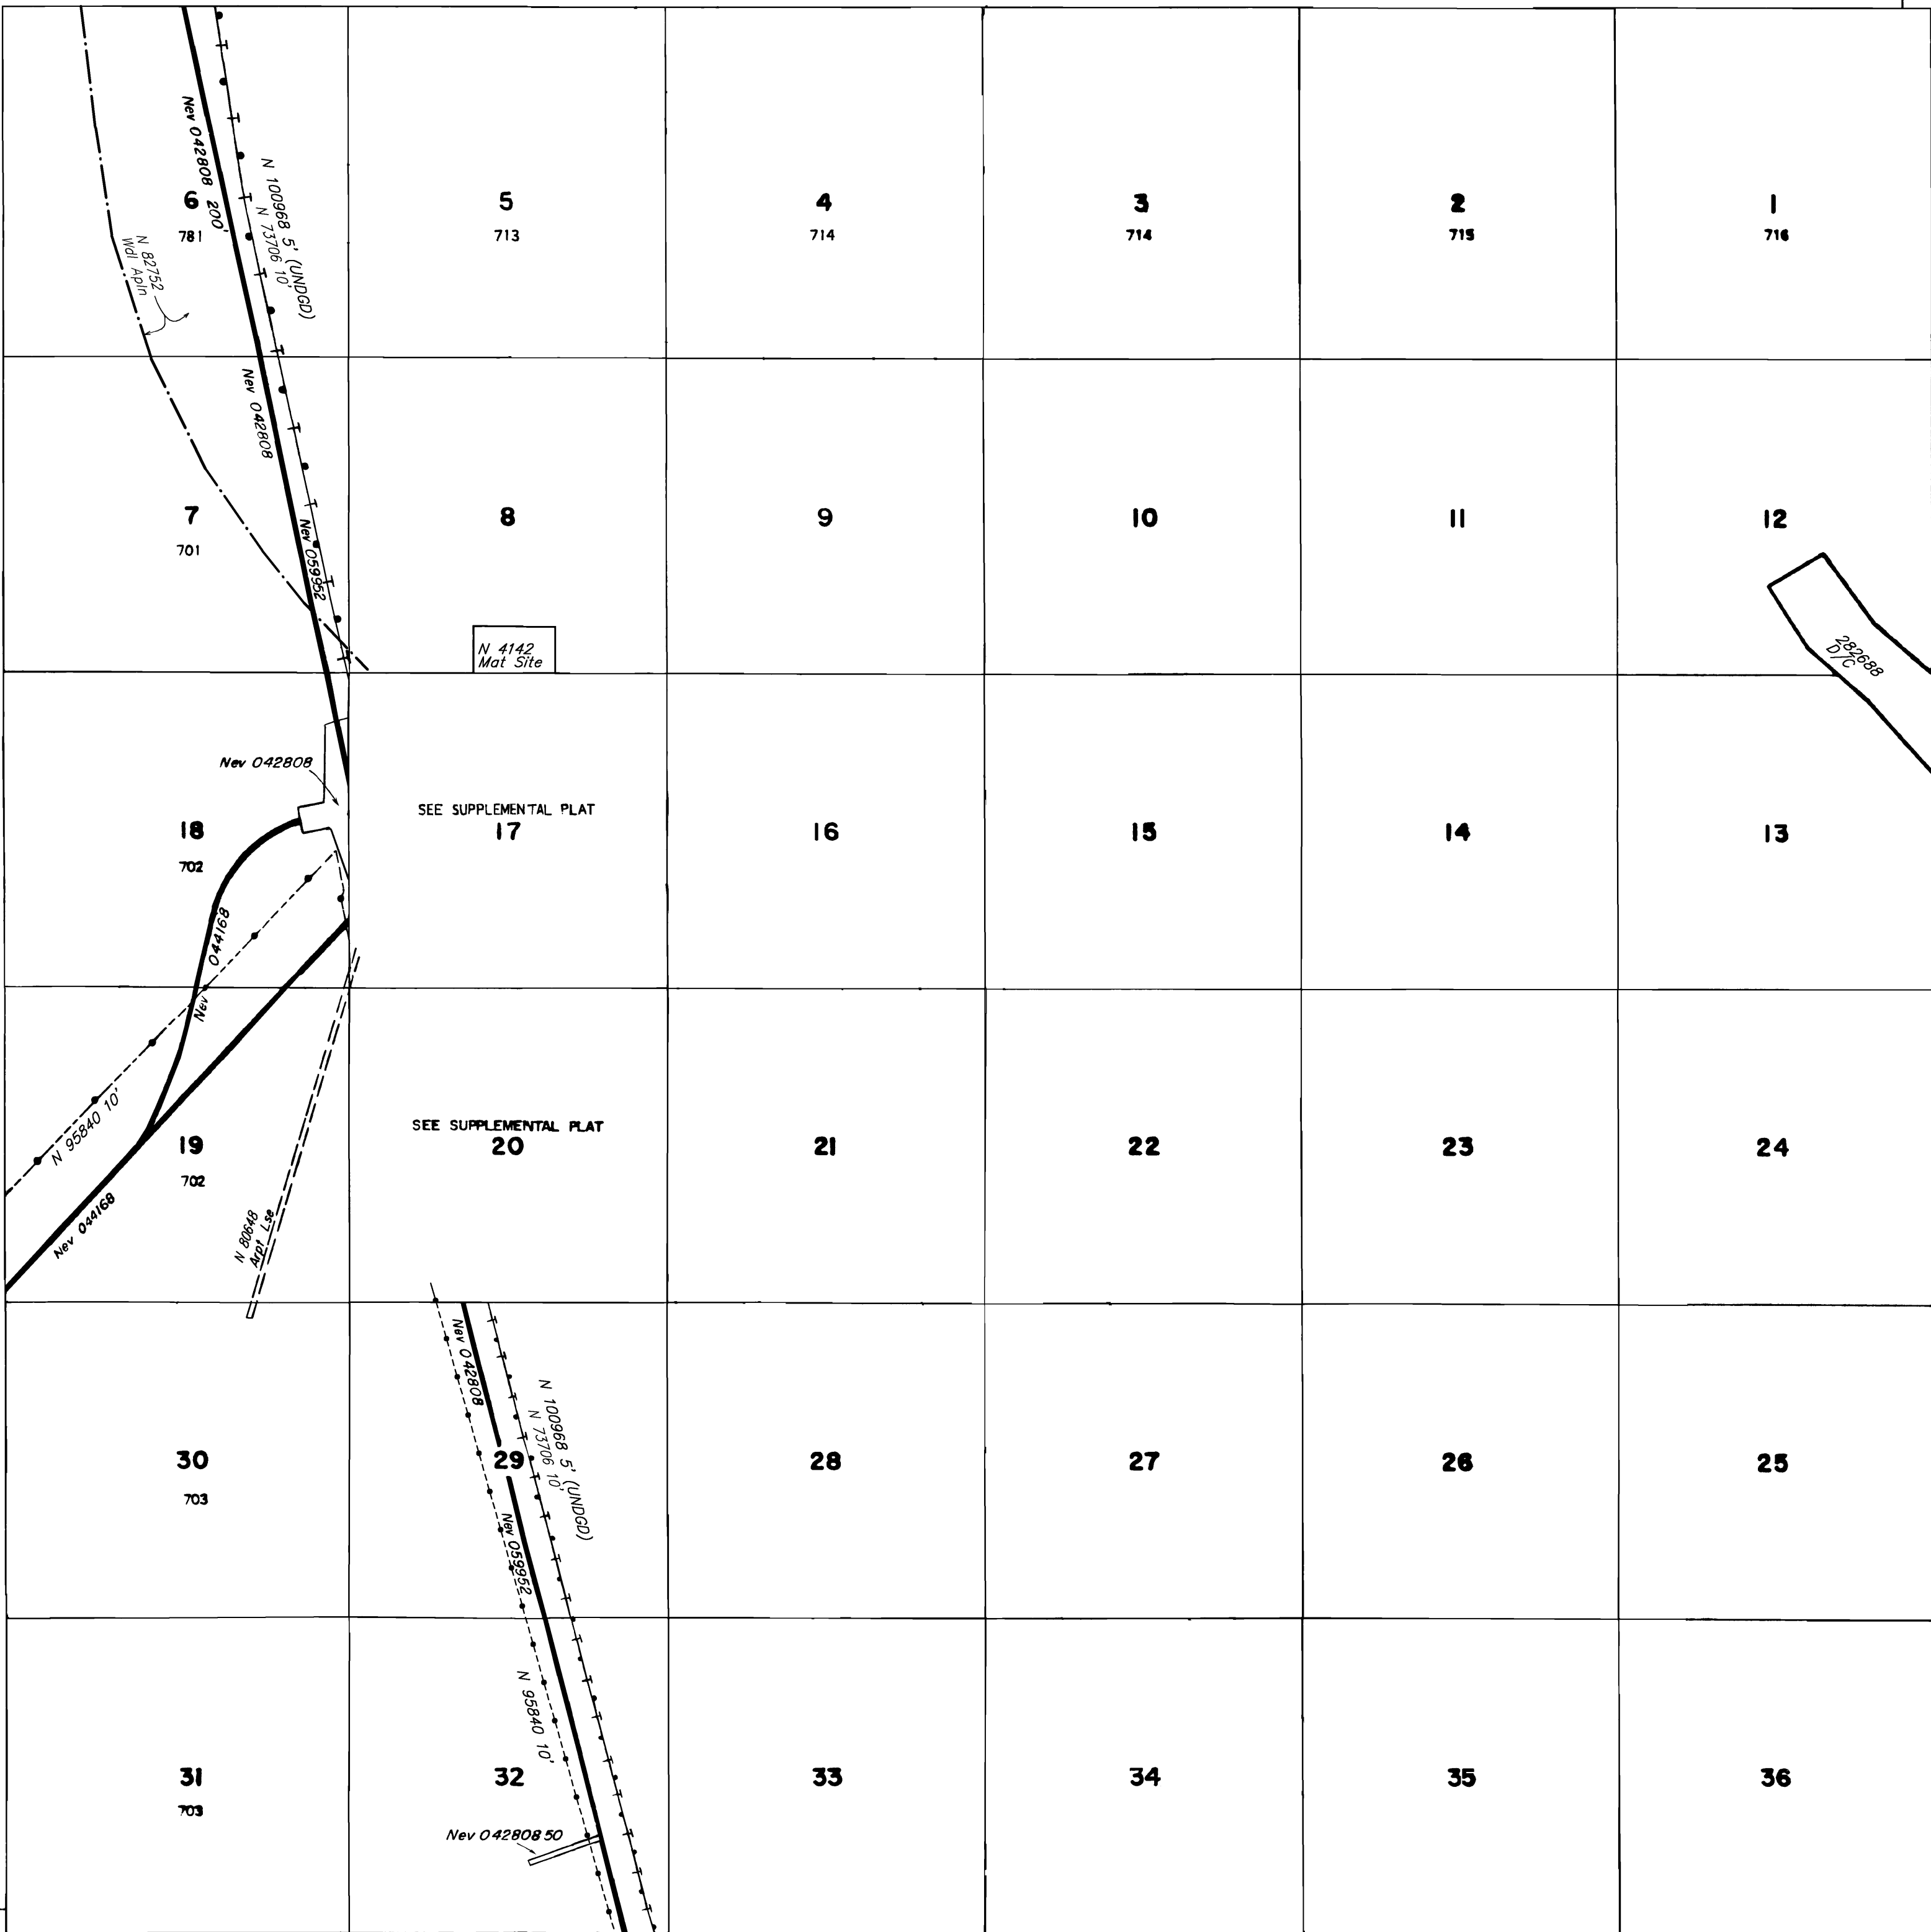 6
781
5
713
4
714
3
714
2
715
1
716
Nev 042808 200'
N 100968 5' (UNDGD)
N 73706 10'
N 82752
Wdl Apln
7
701
8
9
10
11
12
Nev 042808
Nev 059952
N 4142
Mat Site
282688
D/C
Nev 042808
18
702
SEE SUPPLEMENTAL PLAT
17
16
15
14
13
Nev 044168
N 95840 10'
19
702
SEE SUPPLEMENTAL PLAT
20
21
22
23
24
Nev 044168
N 80648
Arpt Lse
Nev 042808
N 100968 5' (UNDGD)
N 73706 10'
30
703
29
28
27
26
25
Nev 059952
N 95840 10'
31
703
32
33
34
35
36
Nev 042808 50